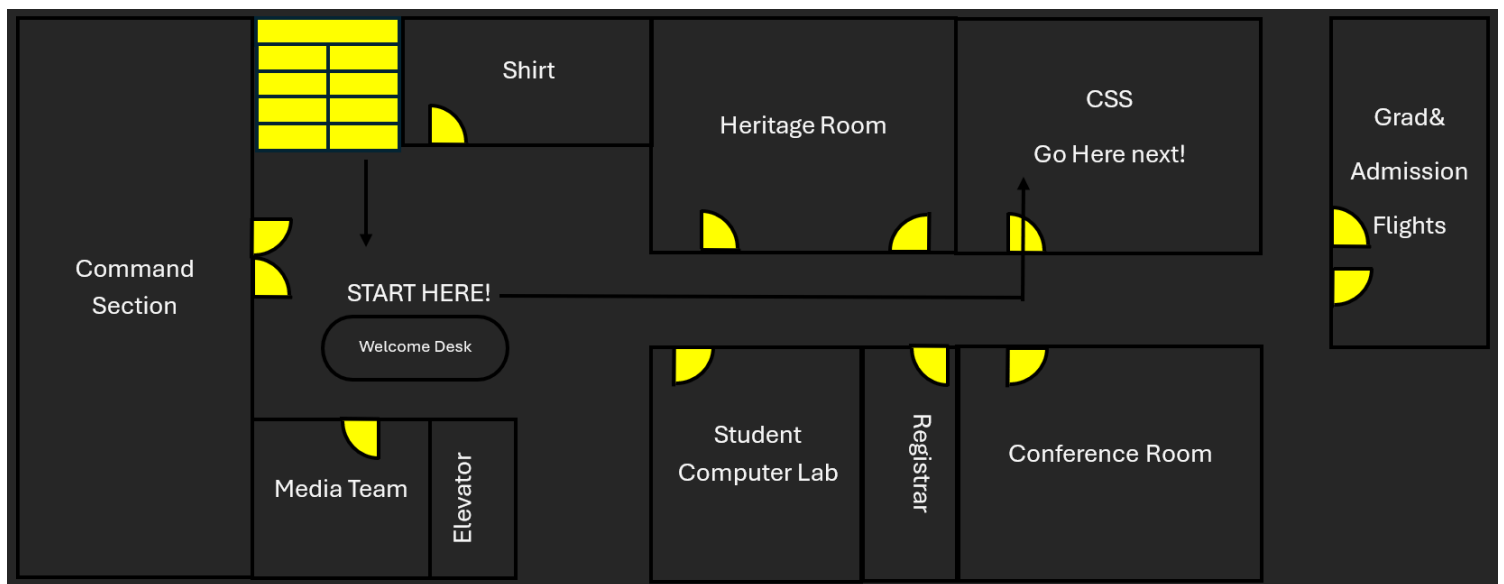 Shirt
Heritage Room
CSS
Go Here next!
Grad&
Admission
Flights
Command
Section
START HERE!
Welcome Desk
Media Team
Elevator
Student
Computer Lab
Registrar
Conference Room